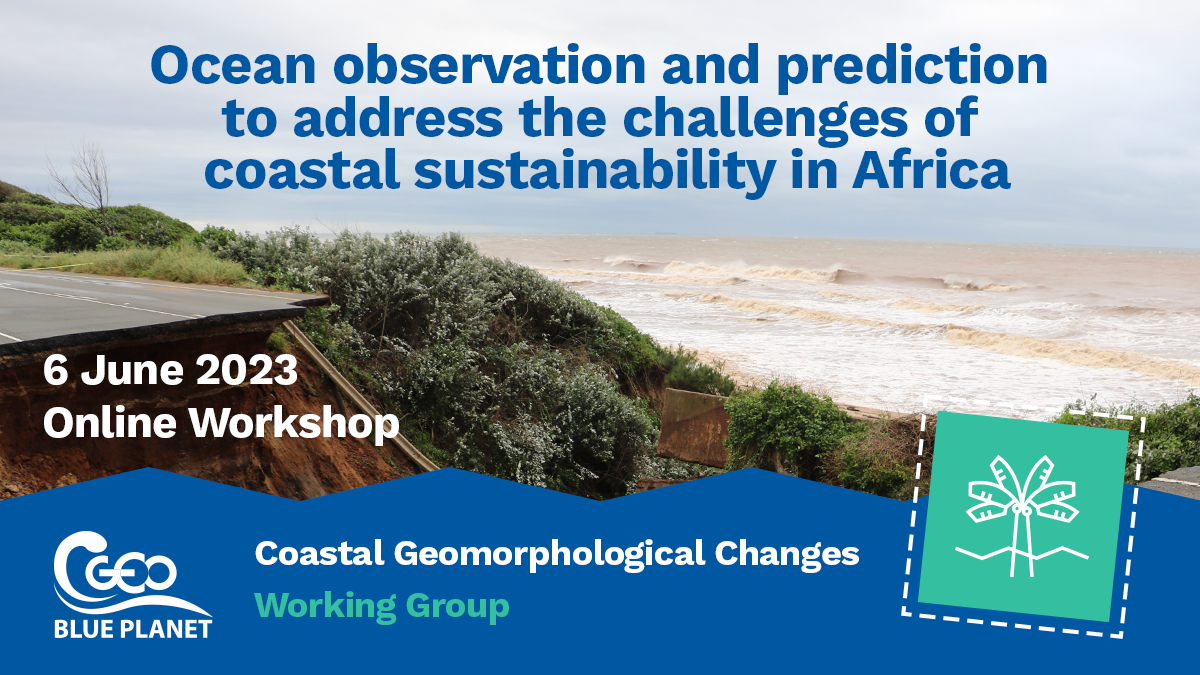 Ocean observation and prediction
to address the challenges of
coastal sustainability in Africa
6 June 2023
Online Workshop
GEO
BLUE PLANET
Coastal Geomorphological Changes
Working Group